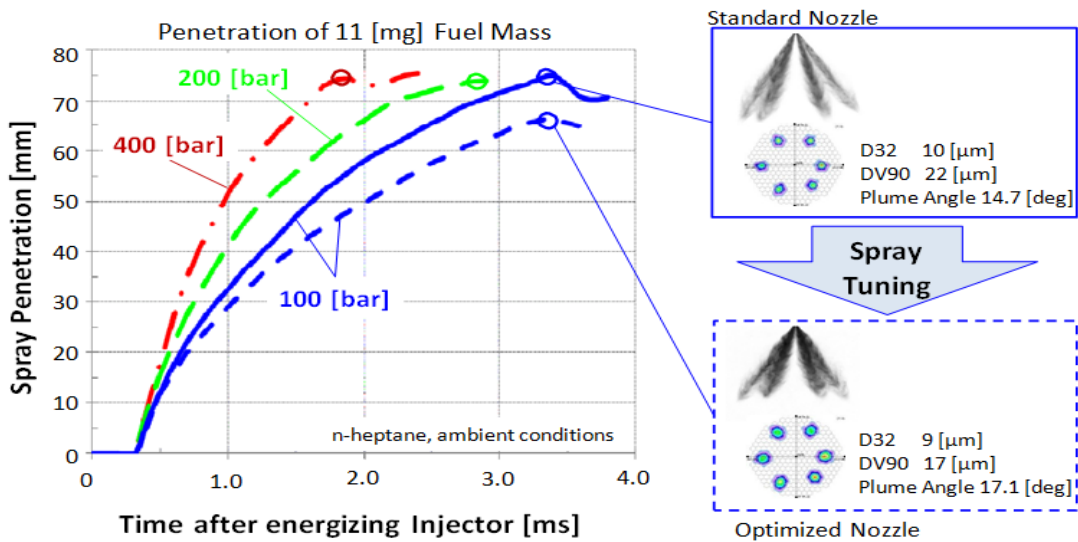 Penetration of 11 [mg] Fuel Mass
Spray Penetration [mm]
80
70
60
50
40
30
20
10
0
0
1.0
2.0
3.0
4.0
Time after energizing Injector [ms]
200 [bar]
400 [bar]
100 [bar]
n-heptane, ambient conditions
Standard Nozzle
D32 10 [µm]
DV90 22 [µm]
Plume Angle 14.7 [deg]
Spray
Tuning
D32 9 [µm]
DV90 17 [µm]
Plume Angle 17.1 [deg]
Optimized Nozzle